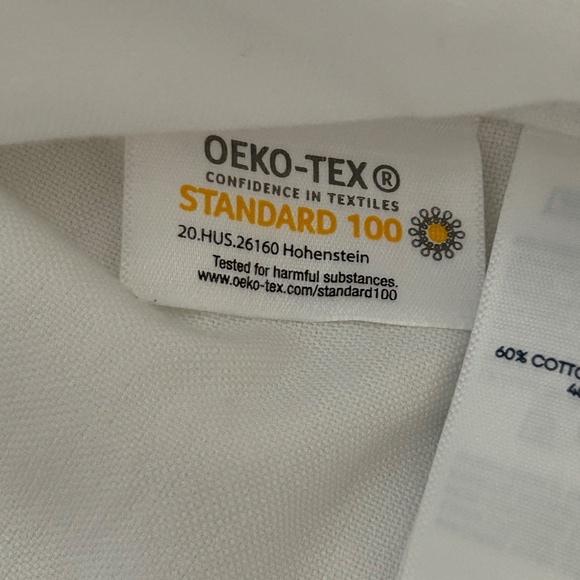 OEKO-TEX®
CONFIDENCE IN TEXTILES
STANDARD 100
20.HUS.26160 Hohenstein
Tested for harmful substances.
www.oeko-tex.com/standard100
60% COTTO